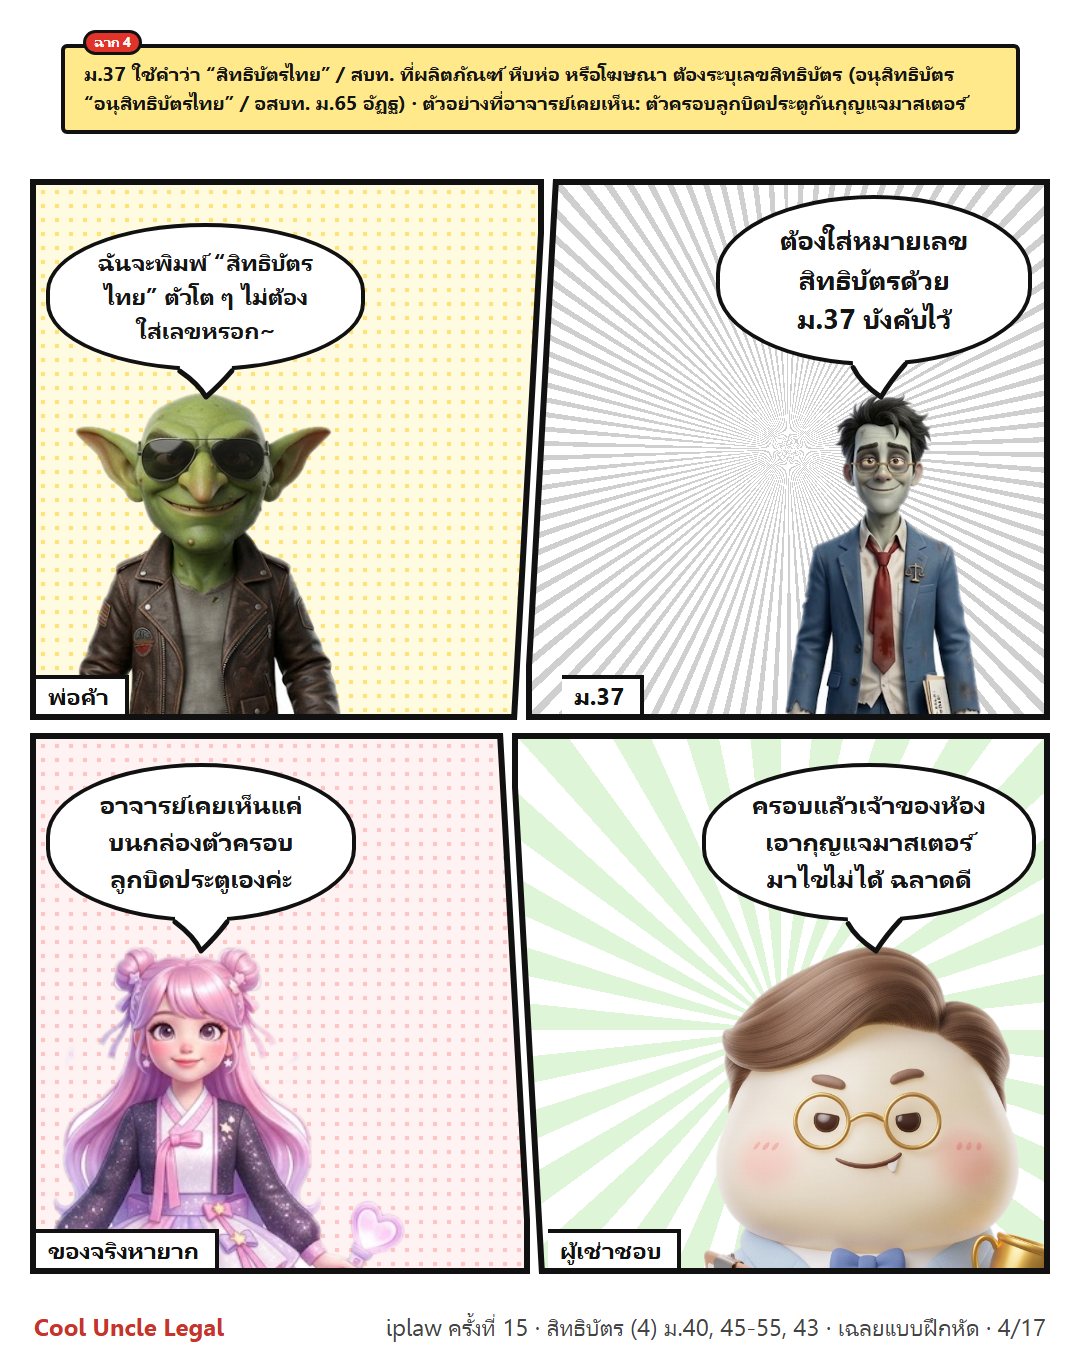 ฉาก 4
ม.37 ใช้คำว่า “สิทธิบัตรไทย” / สบท. ที่ผลิตภัณฑ์ หีบห่อ หรือโฆษณา ต้องระบุเลขสิทธิบัตร (อนุสิทธิบัตร
“อนุสิทธิบัตรไทย” / อสบท. ม.65 อัฏฐ) · ตัวอย่างที่อาจารย์เคยเห็น: ตัวครอบลูกบิดประตูกันกุญแจมาสเตอร์
ฉันจะพิมพ์ “สิทธิบัตร
ไทย” ตัวโต ๆ ไม่ต้อง
ใส่เลขหรอก~
พ่อค้า
ต้องใส่หมายเลข
สิทธิบัตรด้วย
ม.37 บังคับไว้
ม.37
อาจารย์เคยเห็นแค่
บนกล่องตัวครอบ
ลูกบิดประตูเองค่ะ
ของจริงหายาก
ครอบแล้วเจ้าของห้อง
เอากุญแจมาสเตอร์
มาไขไม่ได้ ฉลาดดี
ผู้เช่าชอบ
Cool Uncle Legal
iplaw ครั้งที่ 15 · สิทธิบัตร (4) ม.40, 45-55, 43 · เฉลยแบบฝึกหัด · 4/17